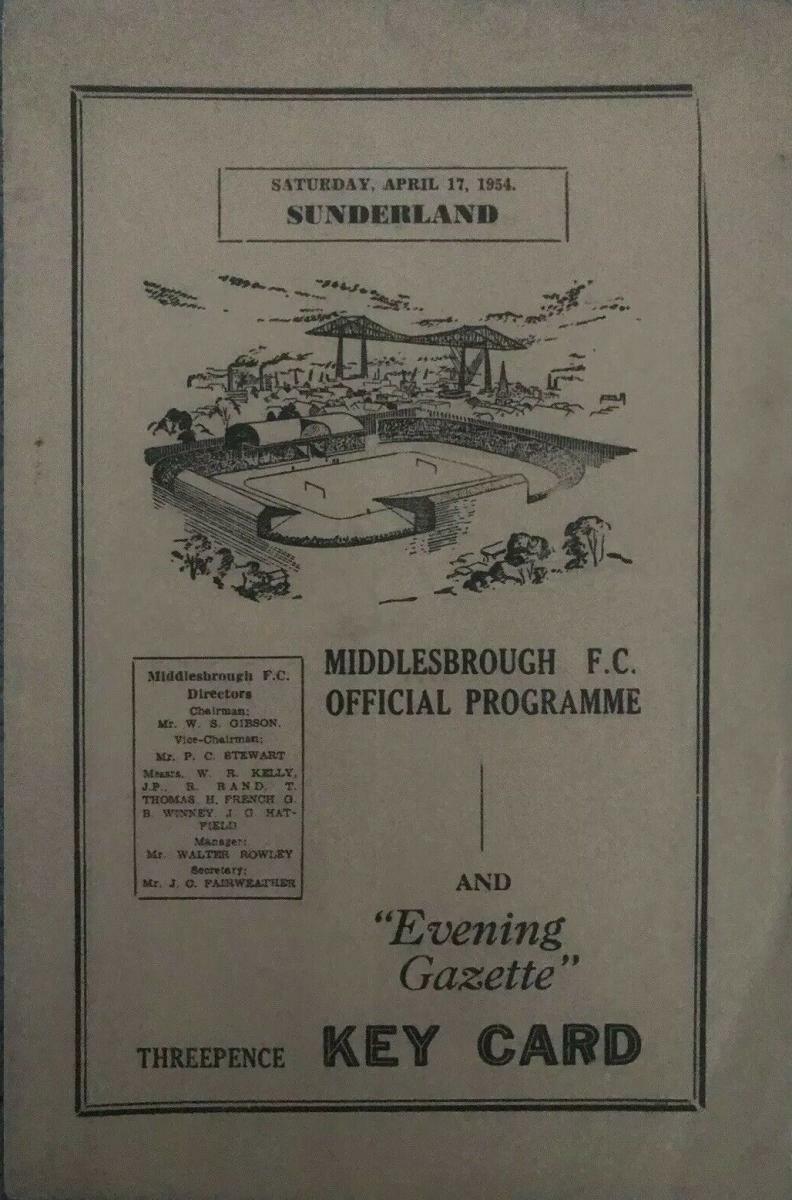 SATURDAY, APRIL 17, 1954.
SUNDERLAND
MIDDLESBROUGH F.C.
OFFICIAL PROGRAMME
Middlesbrough F.C.
Directors
Chairman:
Mr. W. S. GIBSON.
Vice-Chairman:
Mr. P. C. STEWART
Messrs. W. R. KELLY,
J.P., R. RAND, T.
THOMAS, H. FRENCH G.
B. WINNEY, J. G. HAT-
FIELD
Manager:
Mr. WALTER ROWLEY
Secretary:
Mr. J. C. FAIRWEATHER
AND
"Evening
Gazette"
THREEPENCE KEY CARD